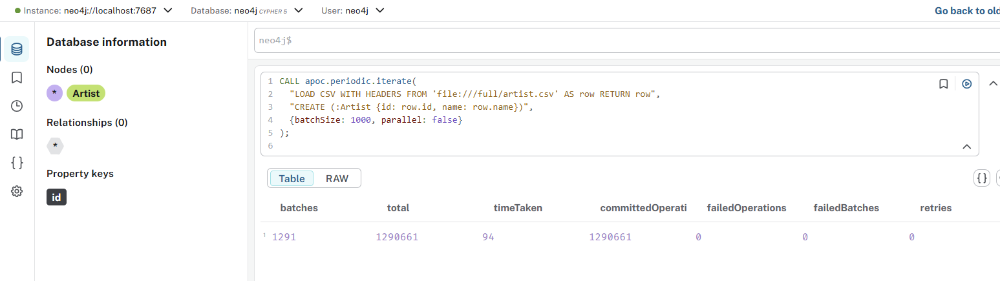 Instance: neo4j://localhost:7687 Database: neo4j CYPHER 5 User: neo4j Go back to old
Database information
Nodes (0)
* Artist
Relationships (0)
*
Property keys
id
neo4j$
1 CALL apoc.periodic.iterate(
2 "LOAD CSV WITH HEADERS FROM 'file:///full/artist.csv' AS row RETURN row",
3 "CREATE (:Artist {id: row.id, name: row.name})",
4 {batchSize: 1000, parallel: false}
5 );
6
Table RAW
{ }
batches total timeTaken committedOperati failedOperations failedBatches retries
1 1291 1290661 94 1290661 0 0 0